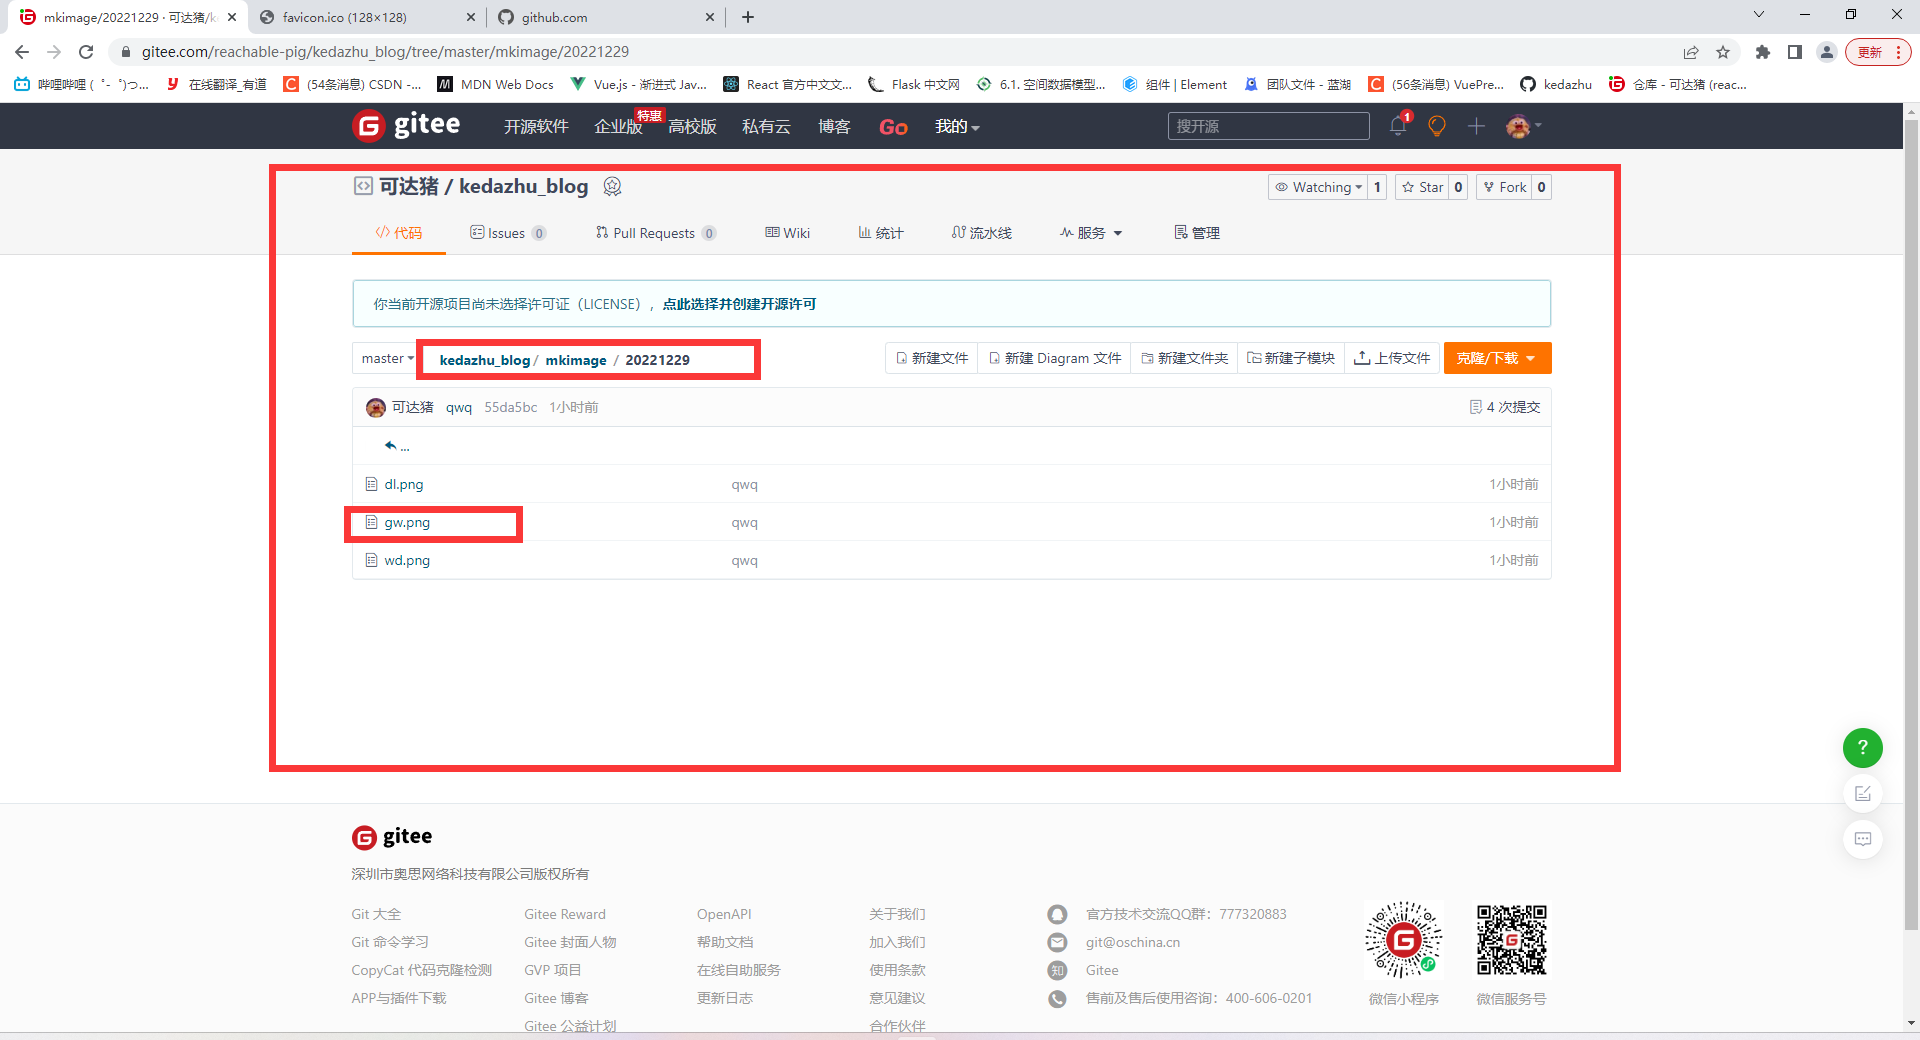 mkimage/20221229 · 可达猪/k
favicon.ico (128×128)
github.com
gitee.com/reachable-pig/kedazhu_blog/tree/master/mkimage/20221229
更新
哔哩哔哩 ( ゜- ゜)つ...
在线翻译_有道
(54条消息) CSDN -...
MDN Web Docs
Vue.js - 渐进式 Jav...
React 官方中文文...
Flask 中文网
6.1. 空间数据模型...
组件 | Element
团队文件 - 蓝湖
(56条消息) VuePre...
kedazhu
仓库 - 可达猪 (reac...
gitee
开源软件
企业版
特惠
高校版
私有云
博客
Go
我的
搜开源
1
可达猪 / kedazhu_blog
Watching 1
Star 0
Fork 0
代码
Issues 0
Pull Requests 0
Wiki
统计
流水线
服务
管理
你当前开源项目尚未选择许可证（LICENSE），点此选择并创建开源许可
master
kedazhu_blog / mkimage / 20221229
新建文件
新建 Diagram 文件
新建文件夹
新建子模块
上传文件
克隆/下载
可达猪 qwq 55da5bc 1小时前
4 次提交
...
dl.png qwq 1小时前
gw.png qwq 1小时前
wd.png qwq 1小时前
?
gitee
深圳市奥思网络科技有限公司版权所有
Git 大全
Git 命令学习
CopyCat 代码克隆检测
APP与插件下载
Gitee Reward
Gitee 封面人物
GVP 项目
Gitee 博客
Gitee 公益计划
OpenAPI
帮助文档
在线自助服务
更新日志
关于我们
加入我们
使用条款
意见建议
合作伙伴
官方技术交流QQ群：777320883
git@oschina.cn
知 Gitee
售前及售后使用咨询：400-606-0201
微信小程序
微信服务号